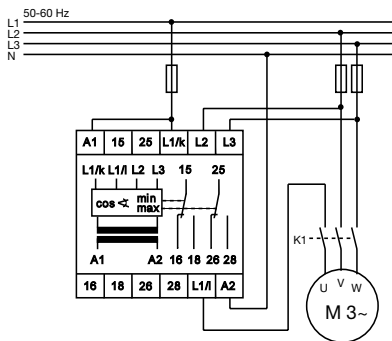 50-60 Hz
L1
L2
L3
N
A1 15 25 L1/k L2 L3
L1/k L1/l L2 L3 15 25
cos ∢ min
max
A1 A2 16 18 26 28
16 18 26 28 L1/l A2
K1
U V W
M 3~